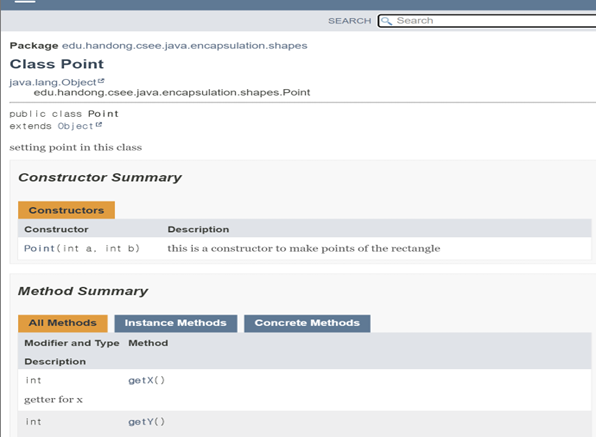 SEARCH Search
Package edu.handong.csee.java.encapsulation.shapes
Class Point
java.lang.Object
edu.handong.csee.java.encapsulation.shapes.Point
public class Point
extends Object
setting point in this class
Constructor Summary
Constructors
Constructor Description
Point(int a, int b) this is a constructor to make points of the rectangle
Method Summary
All Methods Instance Methods Concrete Methods
Modifier and Type Method
Description
int getX()
getter for x
int getY()